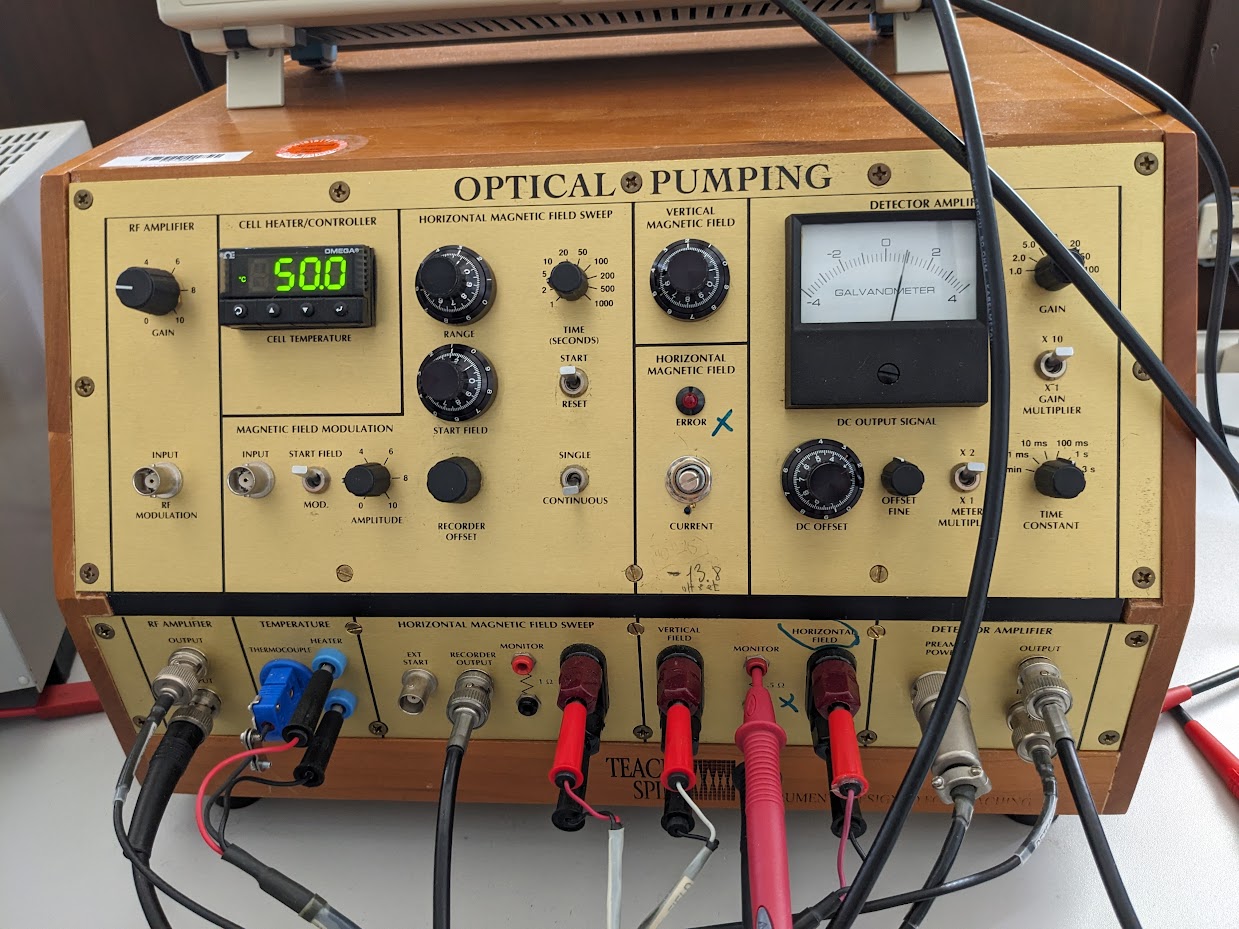 OPTICAL PUMPING
RF AMPLIFIER
4 6
8
0 10
GAIN
INPUT
RF
MODULATION
CELL HEATER/CONTROLLER
OMEGA
°C
50.0
CELL TEMPERATURE
MAGNETIC FIELD MODULATION
INPUT
START FIELD
MOD.
4 6
8
0 10
AMPLITUDE
HORIZONTAL MAGNETIC FIELD SWEEP
RANGE
START FIELD
RECORDER
OFFSET
20 50
10 100
5 200
2 500
1 1000
TIME
(SECONDS)
START
RESET
SINGLE
CONTINUOUS
VERTICAL
MAGNETIC FIELD
HORIZONTAL
MAGNETIC FIELD
ERROR
X
CURRENT
-13.8
DETECTOR AMPLIF
-4 -2 0 2 4
GALVANOMETER
DC OUTPUT SIGNAL
DC OFFSET
OFFSET
FINE
X 2
X 1
METER
MULTIPL
5.0 20
2.0
1.0 100
GAIN
X 10
X 1
GAIN
MULTIPLIER
10 ms 100 ms
1 ms 1 s
min 3 s
TIME
CONSTANT
RF AMPLIFIER
OUTPUT
TEMPERATURE
HEATER
THERMOCOUPLE
HORIZONTAL MAGNETIC FIELD SWEEP
EXT
START
RECORDER
OUTPUT
MONITOR
1 Ω
VERTICAL
FIELD
MONITOR
Ω
X
HORIZONTAL
FIELD
DETECTOR AMPLIFIER
PREAM
POWER
OUTPUT
TEAC
SPI